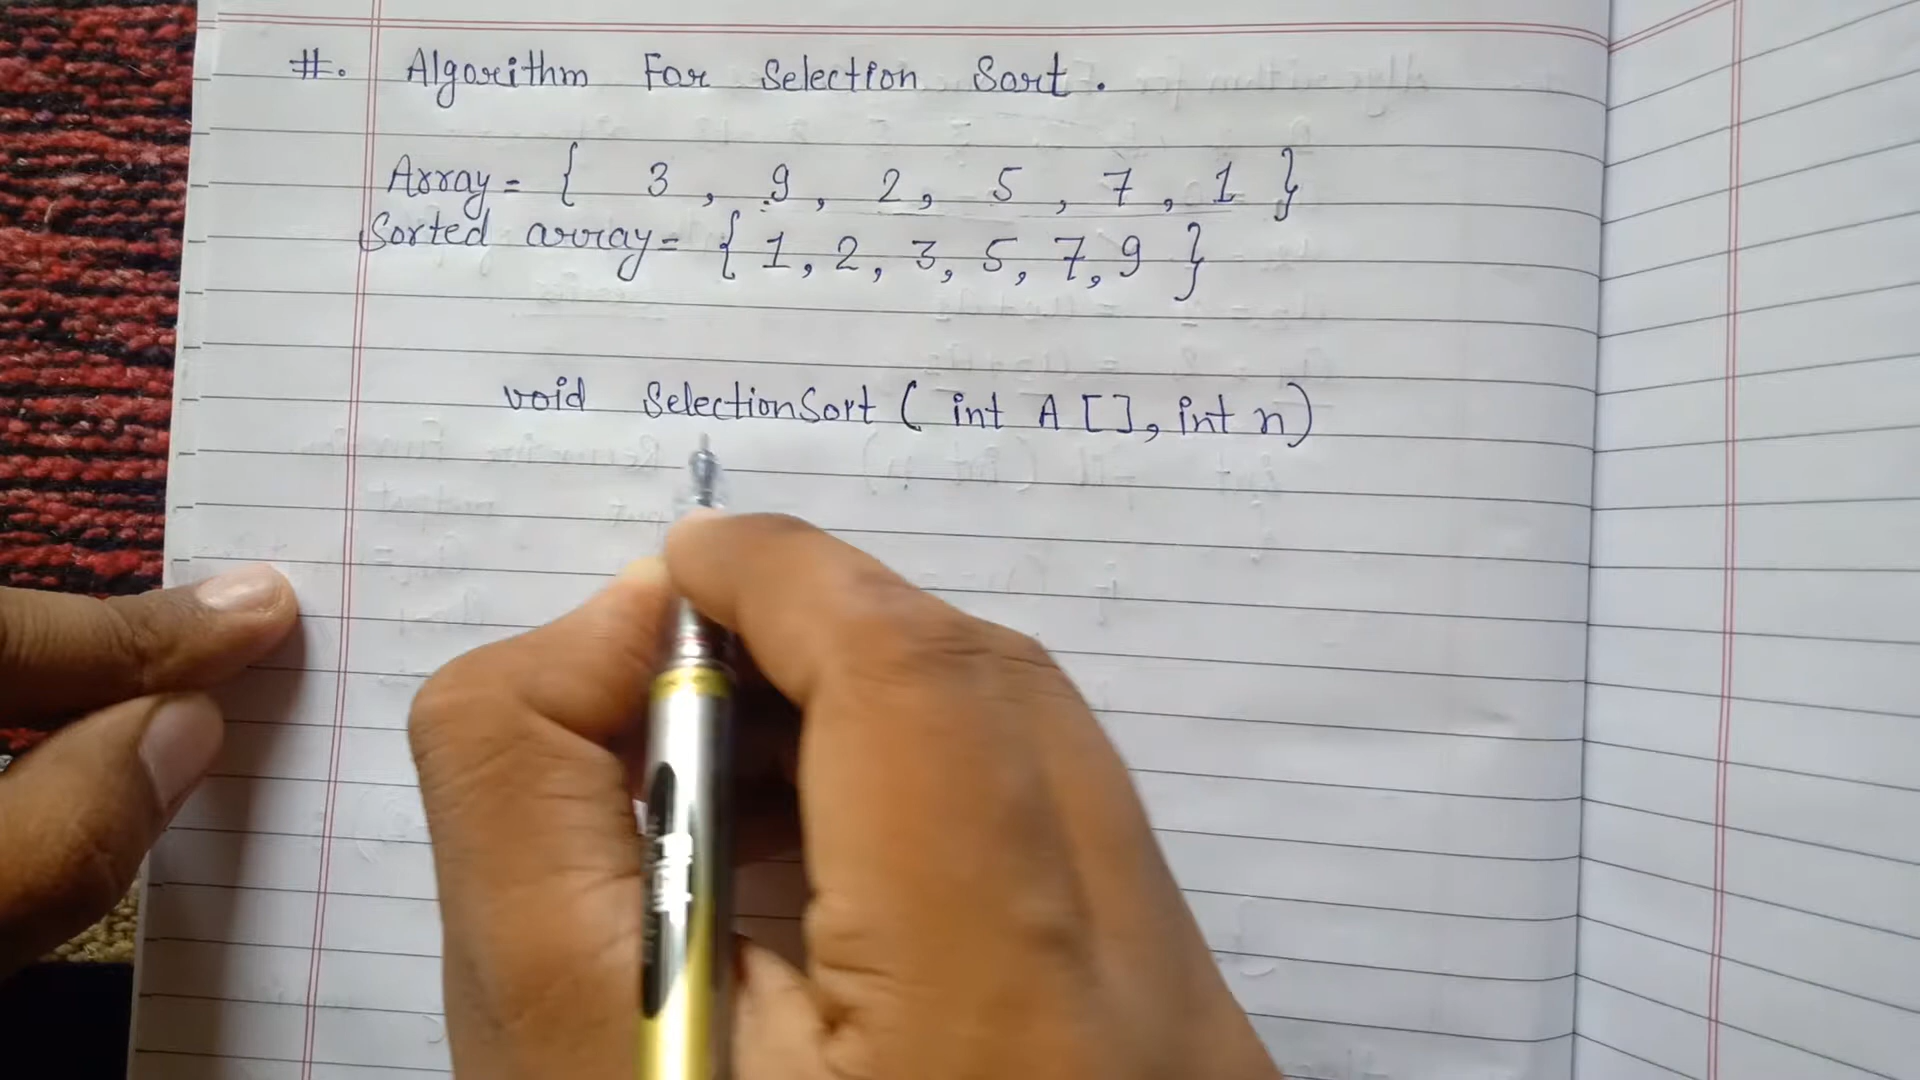 #. Algorithm For Selection Sort.
Array = { 3, 9, 2, 5, 7, 1 }
Sorted array = { 1, 2, 3, 5, 7, 9 }
void SelectionSort ( int A [], int n)